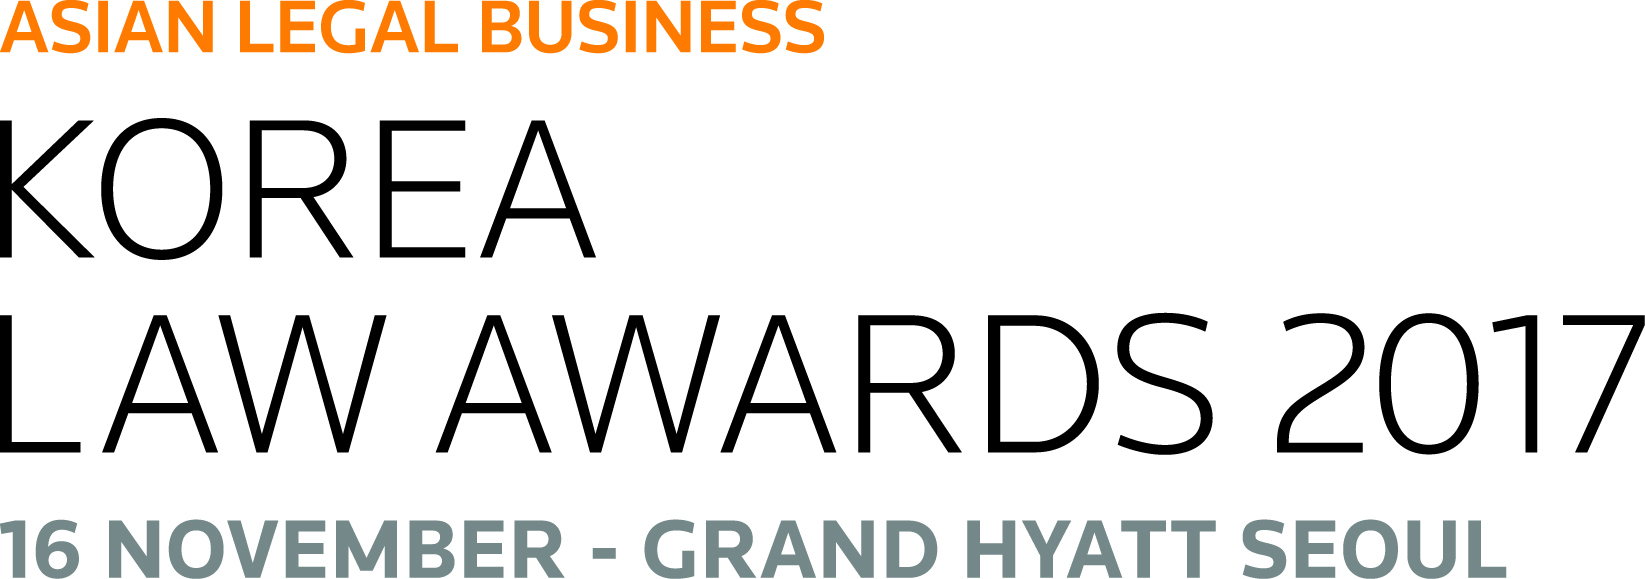 ASIAN LEGAL BUSINESS
KOREA
LAW AWARDS 2017
16 NOVEMBER - GRAND HYATT SEOUL